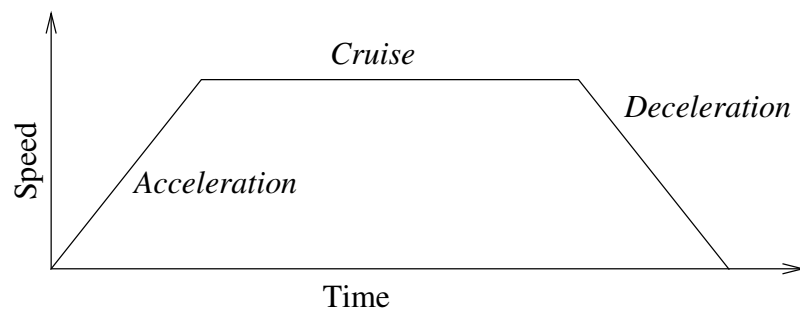 Cruise
Deceleration
Speed
Acceleration
Time